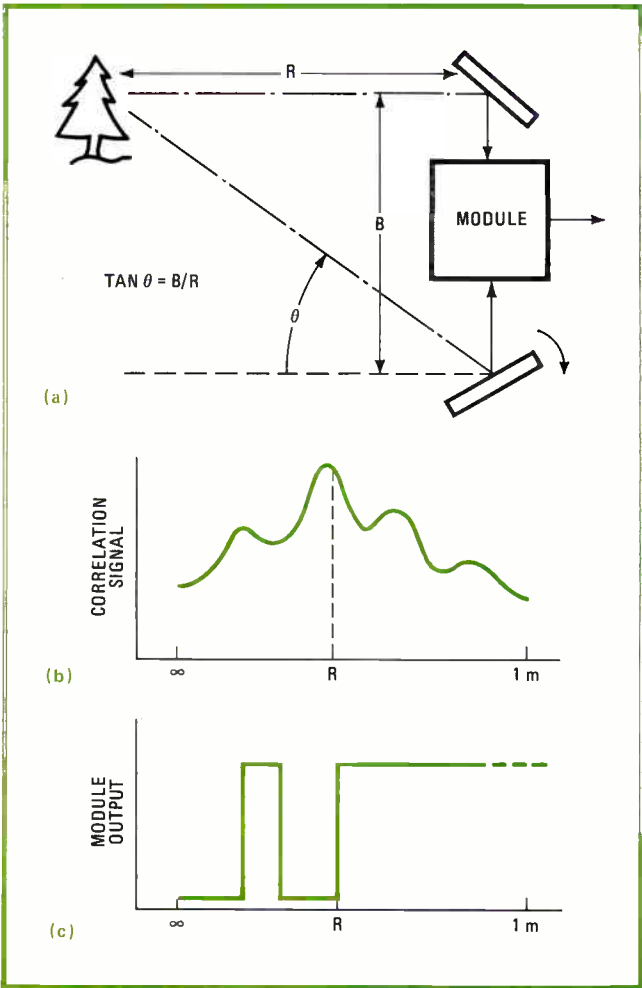 R
B
MODULE
TAN θ = B/R
θ
(a)
CORRELATION
SIGNAL
∞ R 1 m
(b)
MODULE
OUTPUT
∞ R 1 m
(c)